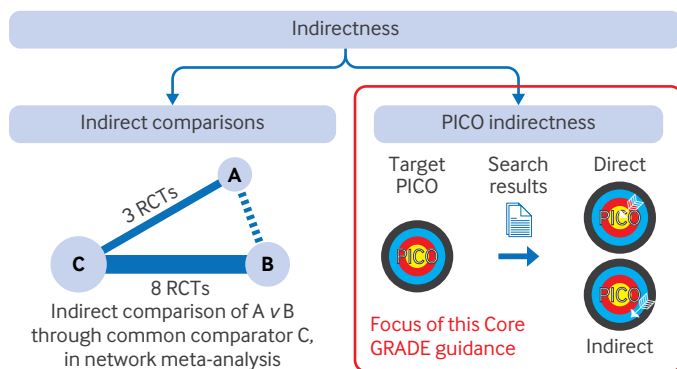 Indirectness
Indirect comparisons
A
3 RCTs
C
B
8 RCTs
Indirect comparison of A v B
through common comparator C,
in network meta-analysis
PICO indirectness
Target
PICO
Search
results
Direct
PICO
PICO
PICO
Focus of this Core
GRADE guidance
Indirect